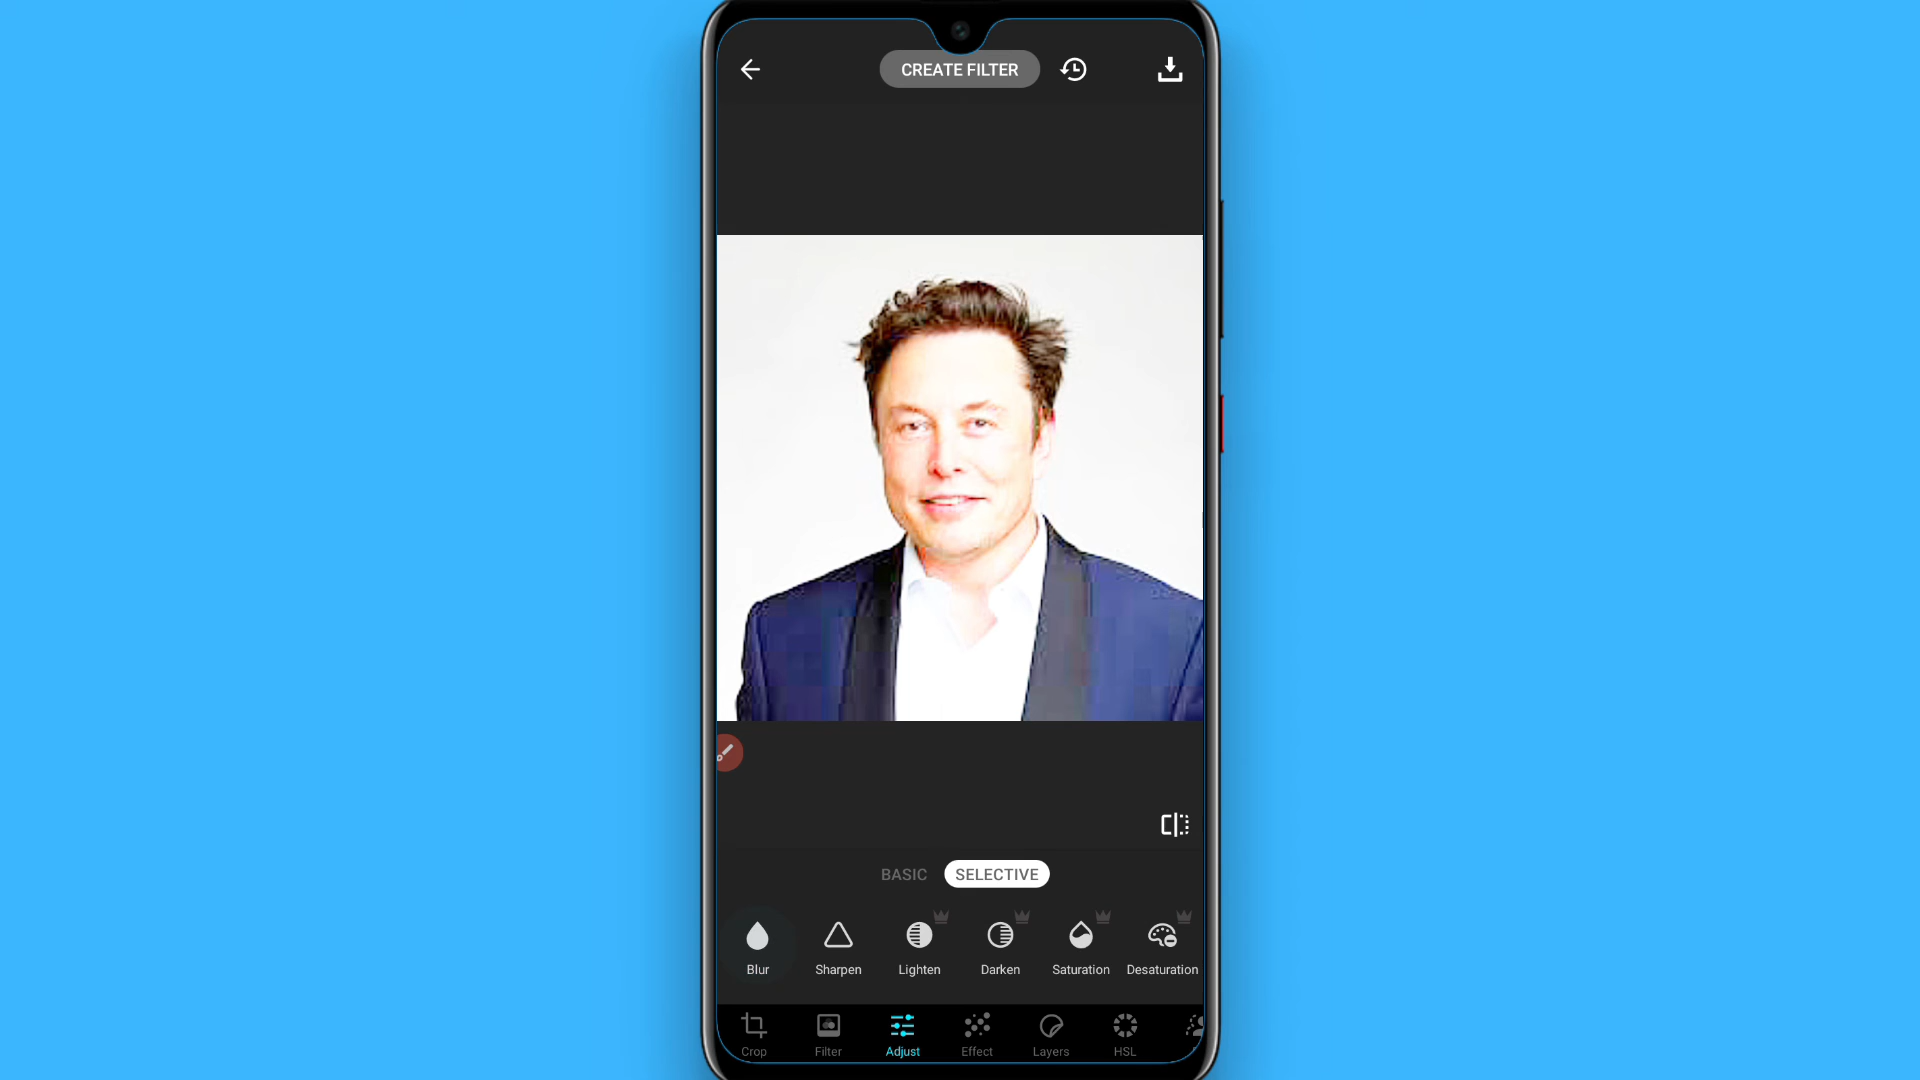 CREATE FILTER
BASIC SELECTIVE
Blur Sharpen Lighten Darken Saturation Desaturation
Crop Filter Adjust Effect Layers HSL